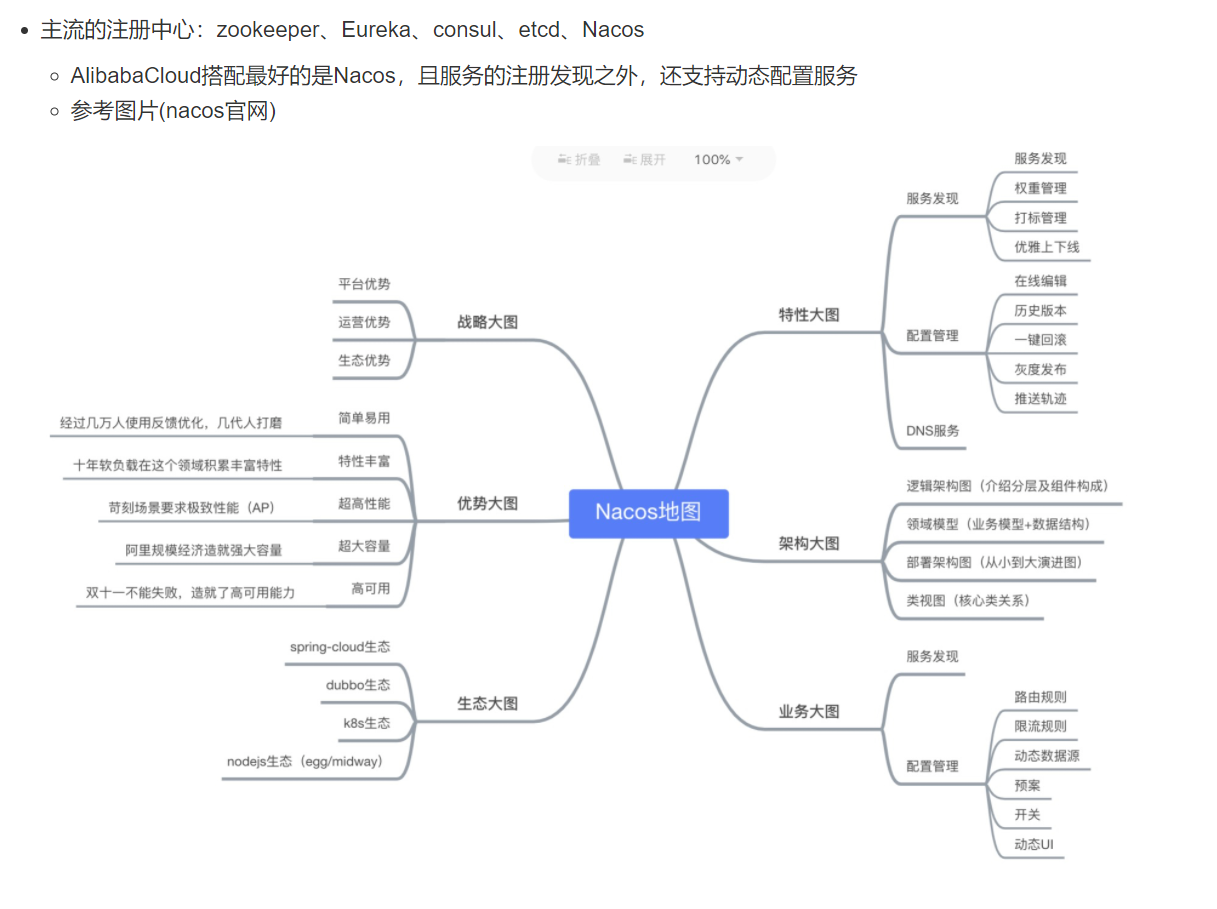 主流的注册中心：zookeeper、Eureka、consul、etcd、Nacos
AlibabaCloud搭配最好的是Nacos，且服务的注册发现之外，还支持动态配置服务
参考图片(nacos官网)
折叠 展开 100%
Nacos地图
战略大图
平台优势
运营优势
生态优势
优势大图
简单易用
经过几万人使用反馈优化，几代人打磨
特性丰富
十年软负载在这个领域积累丰富特性
超高性能
苛刻场景要求极致性能（AP）
超大容量
阿里规模经济造就强大容量
高可用
双十一不能失败，造就了高可用能力
生态大图
spring-cloud生态
dubbo生态
k8s生态
nodejs生态（egg/midway）
特性大图
服务发现
服务发现
权重管理
打标管理
优雅上下线
配置管理
在线编辑
历史版本
一键回滚
灰度发布
推送轨迹
DNS服务
架构大图
逻辑架构图（介绍分层及组件构成）
领域模型（业务模型+数据结构）
部署架构图（从小到大演进图）
类视图（核心类关系）
业务大图
服务发现
配置管理
路由规则
限流规则
动态数据源
预案
开关
动态UI